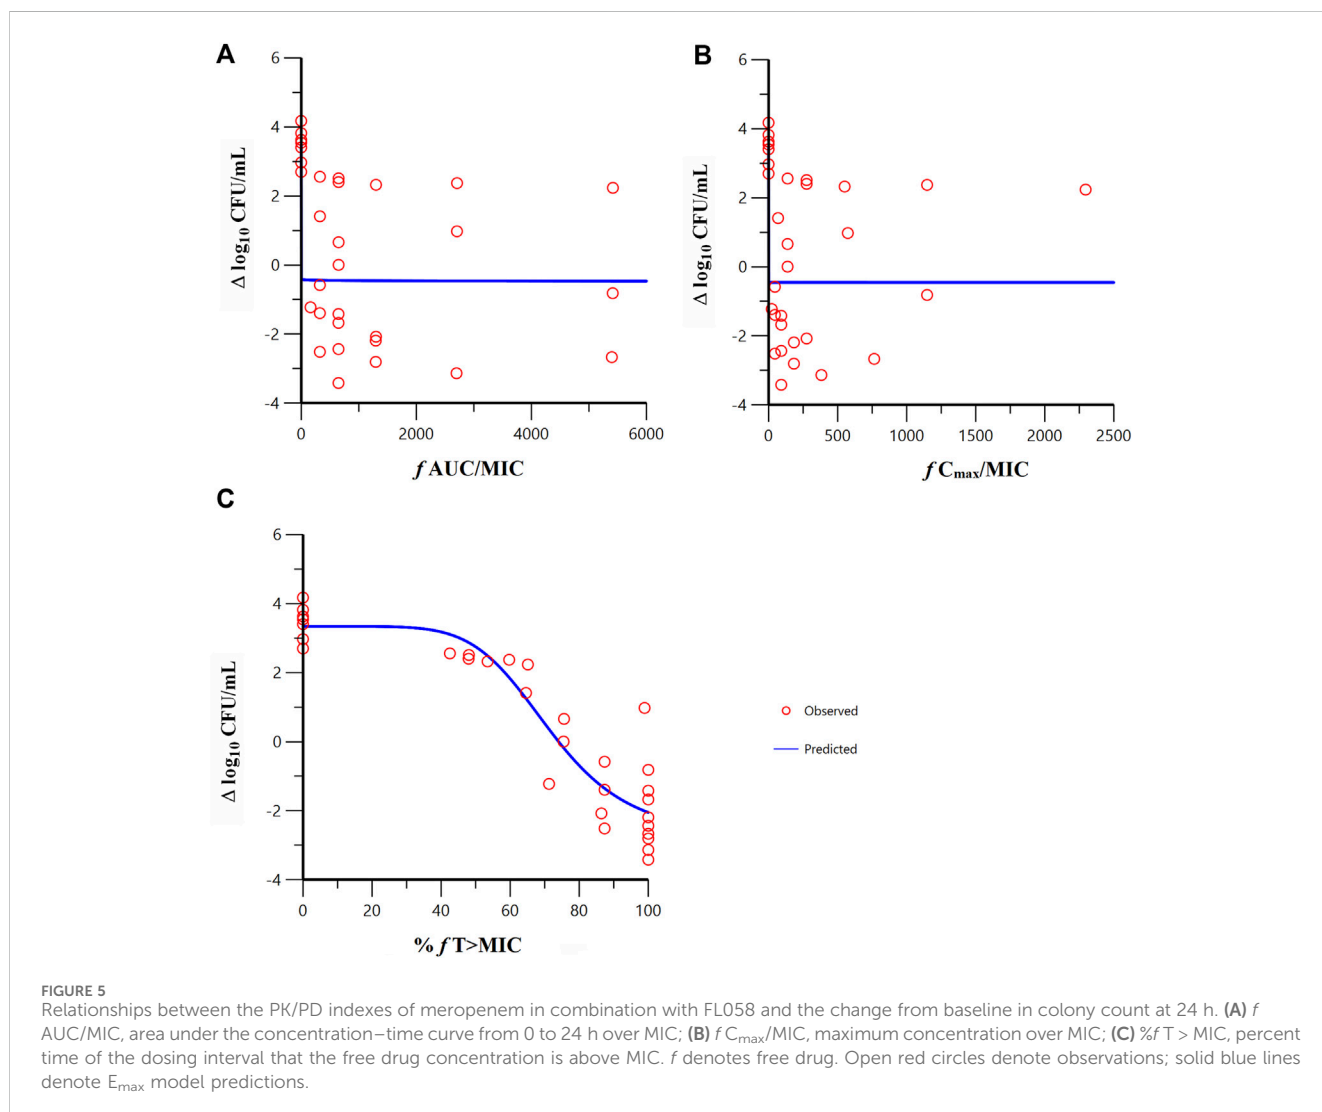 A
6
4
2
0
-2
-4
Δ log10 CFU/mL
0
2000
4000
6000
f AUC/MIC
B
6
4
2
0
-2
-4
Δ log10 CFU/mL
0
500
1000
1500
2000
2500
f Cmax/MIC
C
6
4
2
0
-2
-4
Δ log10 CFU/mL
0
20
40
60
80
100
% f T>MIC
Observed
Predicted
FIGURE 5
Relationships between the PK/PD indexes of meropenem in combination with FL058 and the change from baseline in colony count at 24 h. (A) f
AUC/MIC, area under the concentration–time curve from 0 to 24 h over MIC; (B) f Cmax/MIC, maximum concentration over MIC; (C) %f T > MIC, percent
time of the dosing interval that the free drug concentration is above MIC. f denotes free drug. Open red circles denote observations; solid blue lines
denote Emax model predictions.